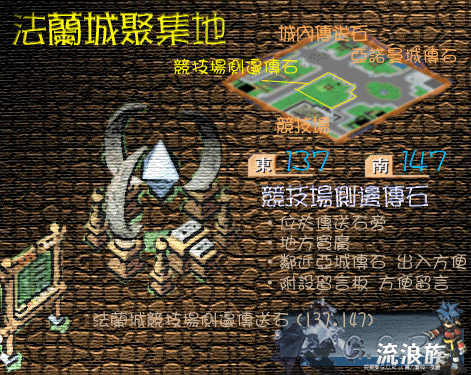 法蘭城聚集地
城內傳送石
亞諾曼城傳石
競技場側邊傳石
競技場
東 137 南 147
競技場側邊傳石
·位於傳送石旁
·地方寬廣
·鄰近亞城傳石 出入方便
·附設留言板 方便留言
法蘭城競技場側邊傳送石 (137,147)
流浪族